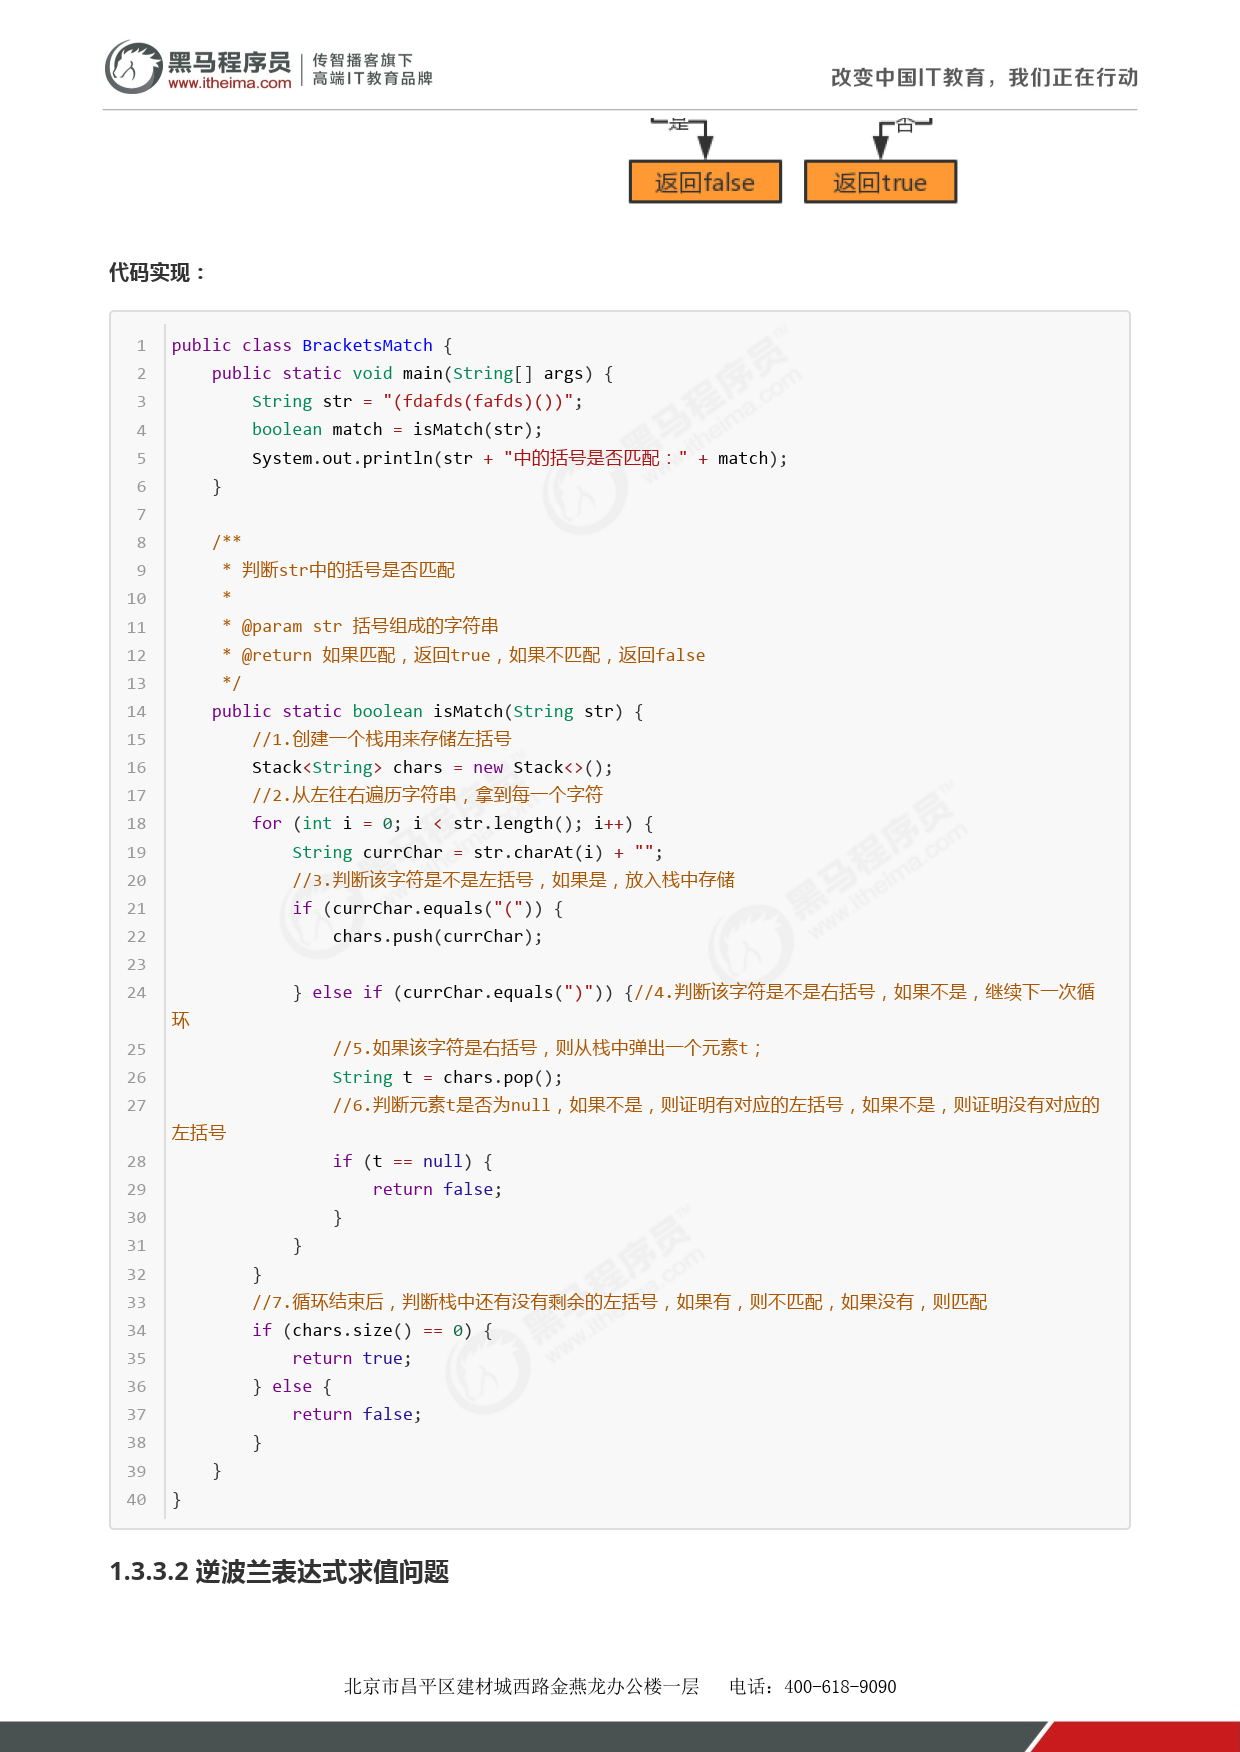 黑马程序员
www.itheima.com
传智播客旗下
高端IT教育品牌
改变中国IT教育，我们正在行动
是
否
返回false
返回true
代码实现：
1 public class BracketsMatch {
2     public static void main(String[] args) {
3         String str = "(fdafds(fafds)())";
4         boolean match = isMatch(str);
5         System.out.println(str + "中的括号是否匹配：" + match);
6     }
7
8     /**
9      * 判断str中的括号是否匹配
10      *
11      * @param str 括号组成的字符串
12      * @return 如果匹配，返回true，如果不匹配，返回false
13      */
14     public static boolean isMatch(String str) {
15         //1.创建一个栈用来存储左括号
16         Stack<String> chars = new Stack<>();
17         //2.从左往右遍历字符串，拿到每一个字符
18         for (int i = 0; i < str.length(); i++) {
19             String currChar = str.charAt(i) + "";
20             //3.判断该字符是不是左括号，如果是，放入栈中存储
21             if (currChar.equals("(")) {
22                 chars.push(currChar);
23
24             } else if (currChar.equals(")")) {//4.判断该字符是不是右括号，如果不是，继续下一次循
环
25                 //5.如果该字符是右括号，则从栈中弹出一个元素t；
26                 String t = chars.pop();
27                 //6.判断元素t是否为null，如果不是，则证明有对应的左括号，如果不是，则证明没有对应的
左括号
28                 if (t == null) {
29                     return false;
30                 }
31             }
32         }
33         //7.循环结束后，判断栈中还有没有剩余的左括号，如果有，则不匹配，如果没有，则匹配
34         if (chars.size() == 0) {
35             return true;
36         } else {
37             return false;
38         }
39     }
40 }
1.3.3.2 逆波兰表达式求值问题
北京市昌平区建材城西路金燕龙办公楼一层 电话：400-618-9090